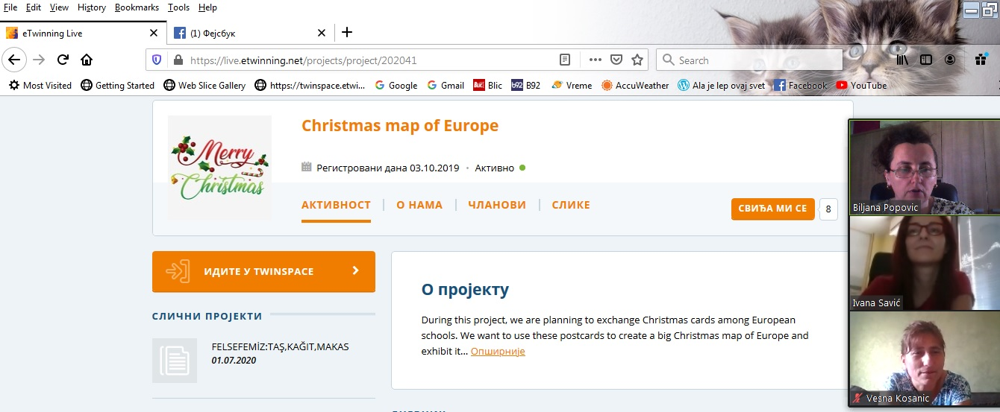 File Edit View History Bookmarks Tools Help
eTwinning Live
(1) Фејсбук
https://live.etwinning.net/projects/project/202041
Search
Most Visited Getting Started Web Slice Gallery https://twinspace.etwi... Google Gmail Blic B92 Vreme AccuWeather Ala je lep ovaj svet Facebook YouTube
Merry
Christmas
Christmas map of Europe
Регистровани дана 03.10.2019 • Активно
АКТИВНОСТ О НАМА ЧЛАНОВИ СЛИКЕ
СВИЂА МИ СЕ 8
ИДИТЕ У TWINSPACE
СЛИЧНИ ПРОЈЕКТИ
FELSEFEMİZ:TAŞ,KAĞIT,MAKAS
01.07.2020
О пројекту
During this project, we are planning to exchange Christmas cards among European
schools. We want to use these postcards to create a big Christmas map of Europe and
exhibit it... Опширније
Biljana Popovic
Ivana Savić
Vesna Kosanic